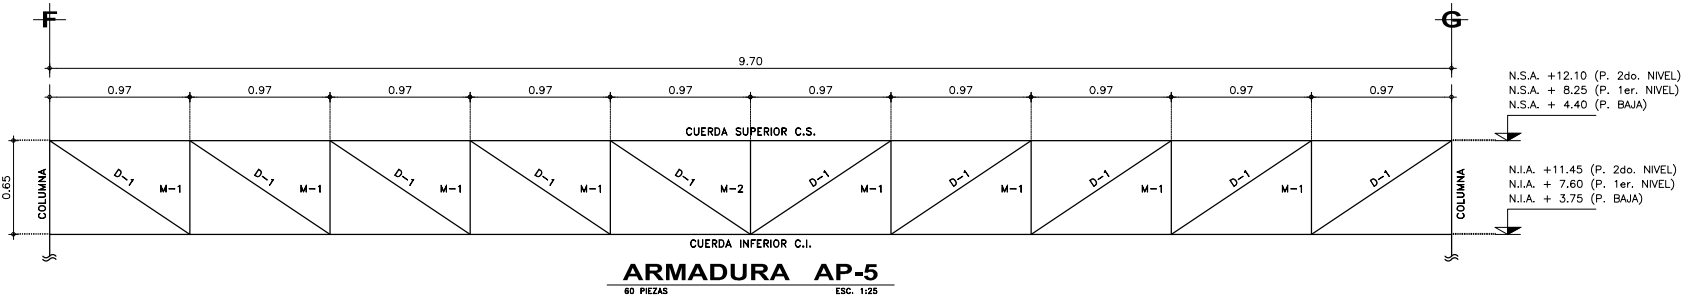 F G
9.70
0.97 0.97 0.97 0.97 0.97 0.97 0.97 0.97 0.97 0.97
N.S.A. +12.10 (P. 2do. NIVEL)
N.S.A. + 8.25 (P. 1er. NIVEL)
N.S.A. + 4.40 (P. BAJA)
CUERDA SUPERIOR C.S.
0.65
COLUMNA
D-1 M-1 D-1 M-1 D-1 M-1 D-1 M-1 D-1 M-2 D-1 M-1 D-1 M-1 D-1 M-1 D-1 M-1 D-1
COLUMNA
N.I.A. +11.45 (P. 2do. NIVEL)
N.I.A. + 7.60 (P. 1er. NIVEL)
N.I.A. + 3.75 (P. BAJA)
CUERDA INFERIOR C.I.
ARMADURA AP-5
60 PIEZAS ESC. 1:25